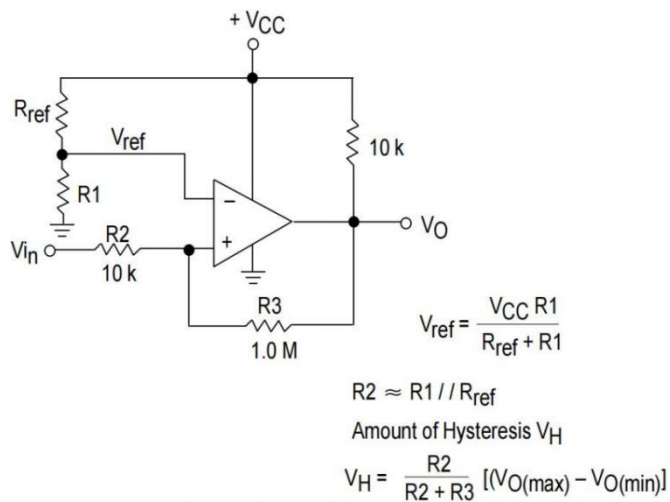 + VCC
Rref
Vref
10 k
R1
−
+
VO
Vin
R2
10 k
R3
1.0 M
Vref = VCC R1 / Rref + R1
R2 ≈ R1 / / Rref
Amount of Hysteresis VH
VH = R2 / R2 + R3 [(VO(max) – VO(min)]